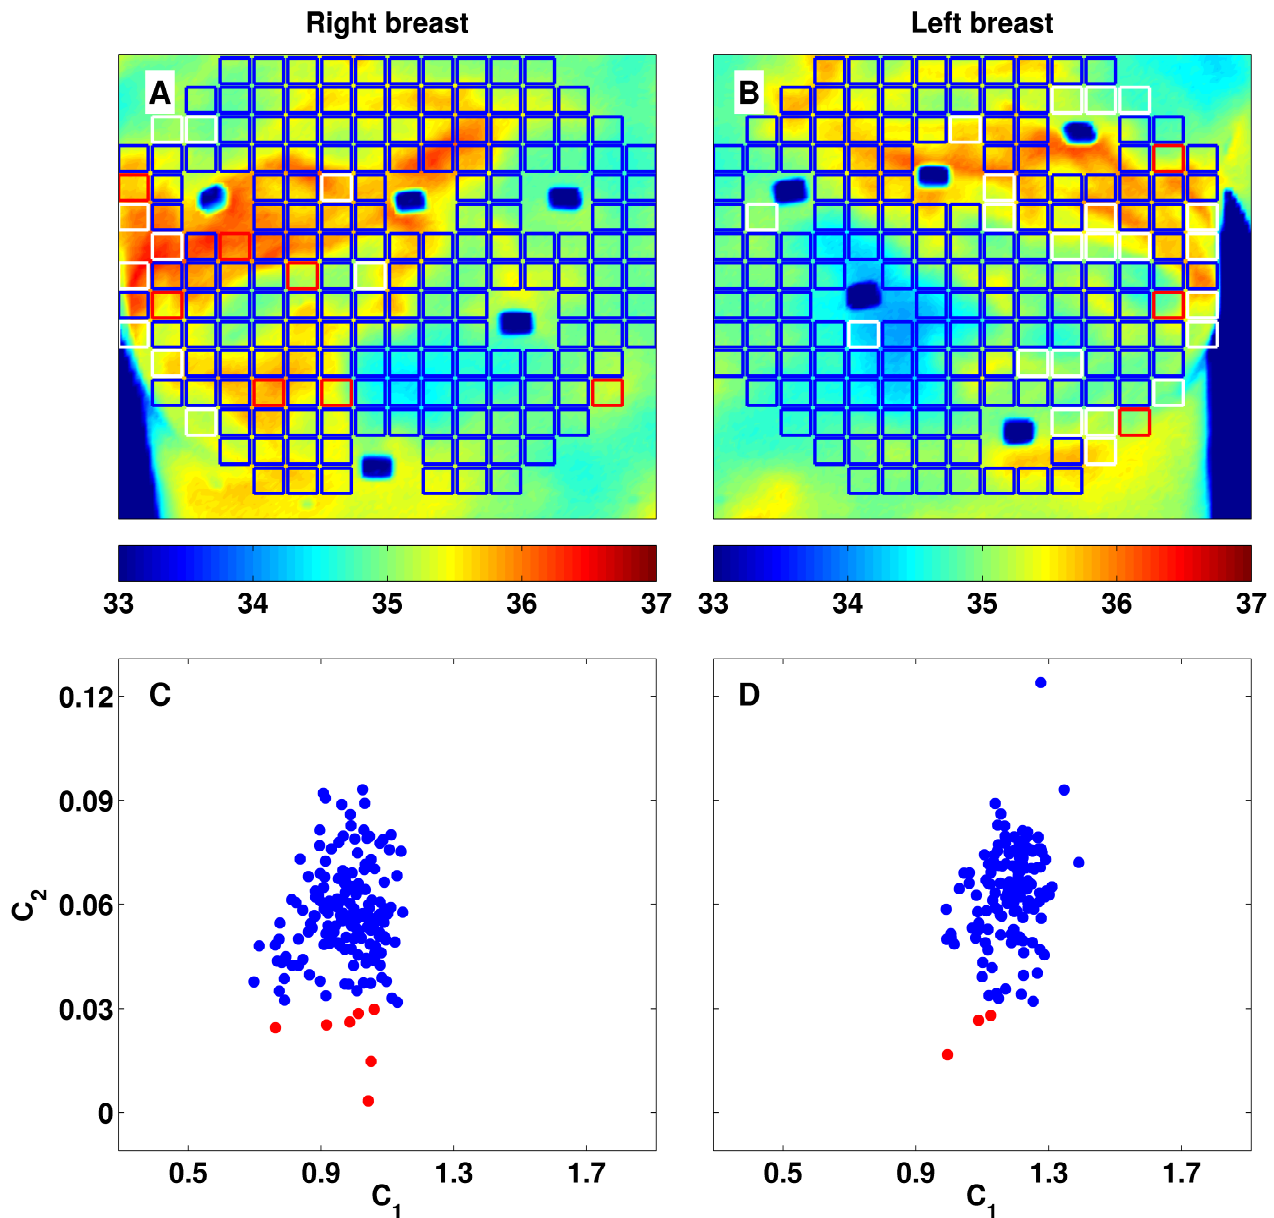 Right breast Left breast
A B
33 34 35 36 37 33 34 35 36 37
C D
0.12
0.09
0.06
0.03
0
C2
0.5 0.9 1.3 1.7 0.5 0.9 1.3 1.7
C1 C1